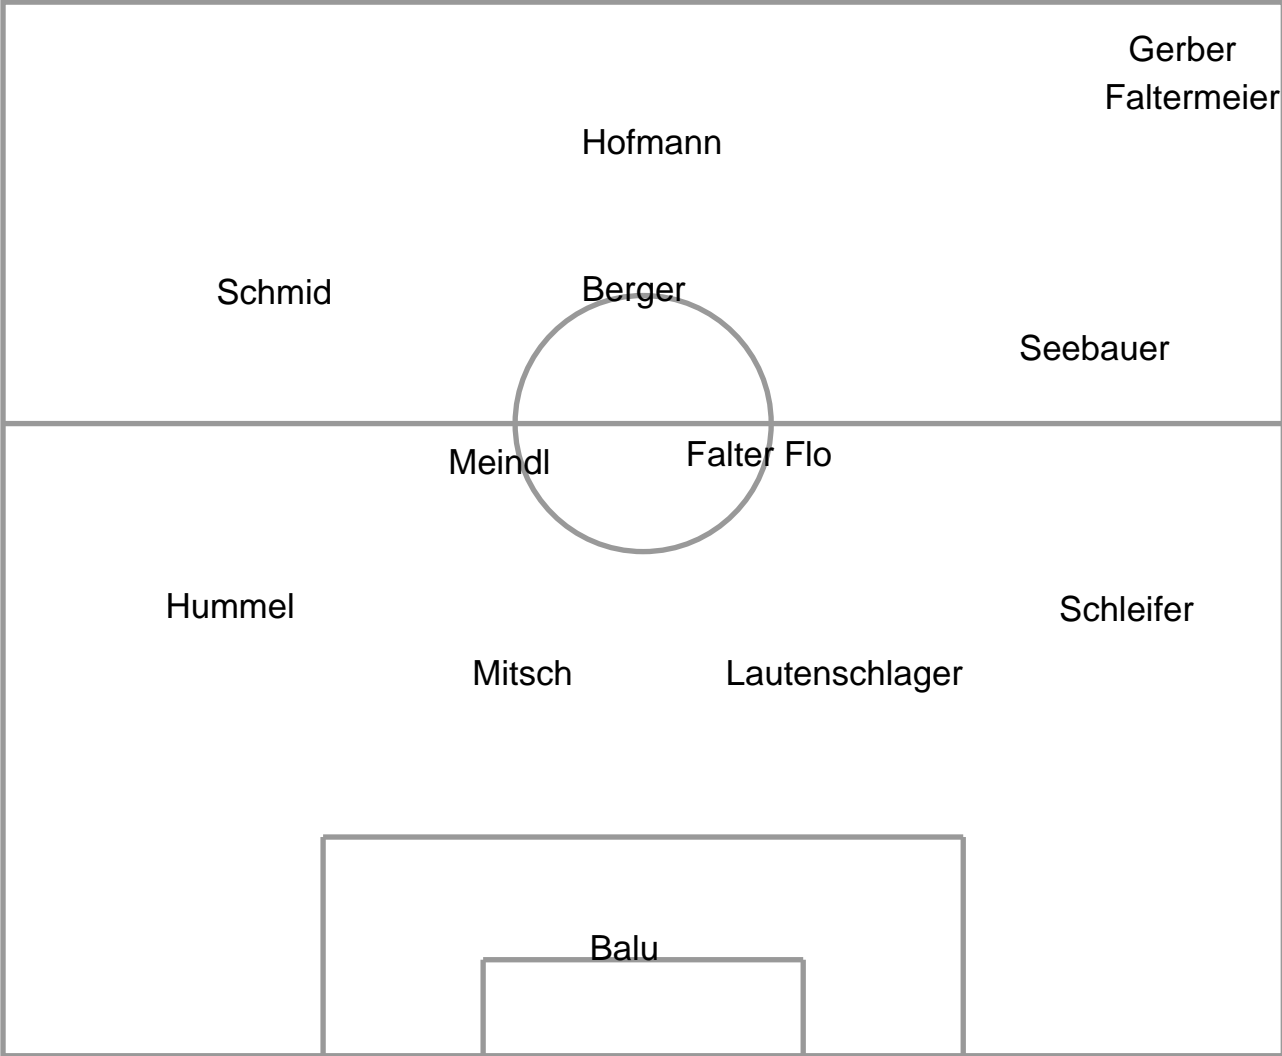 Gerber
Faltermeier
Hofmann
Schmid
Berger
Seebauer
Meindl
Falter Flo
Hummel
Schleifer
Mitsch
Lautenschlager
Balu